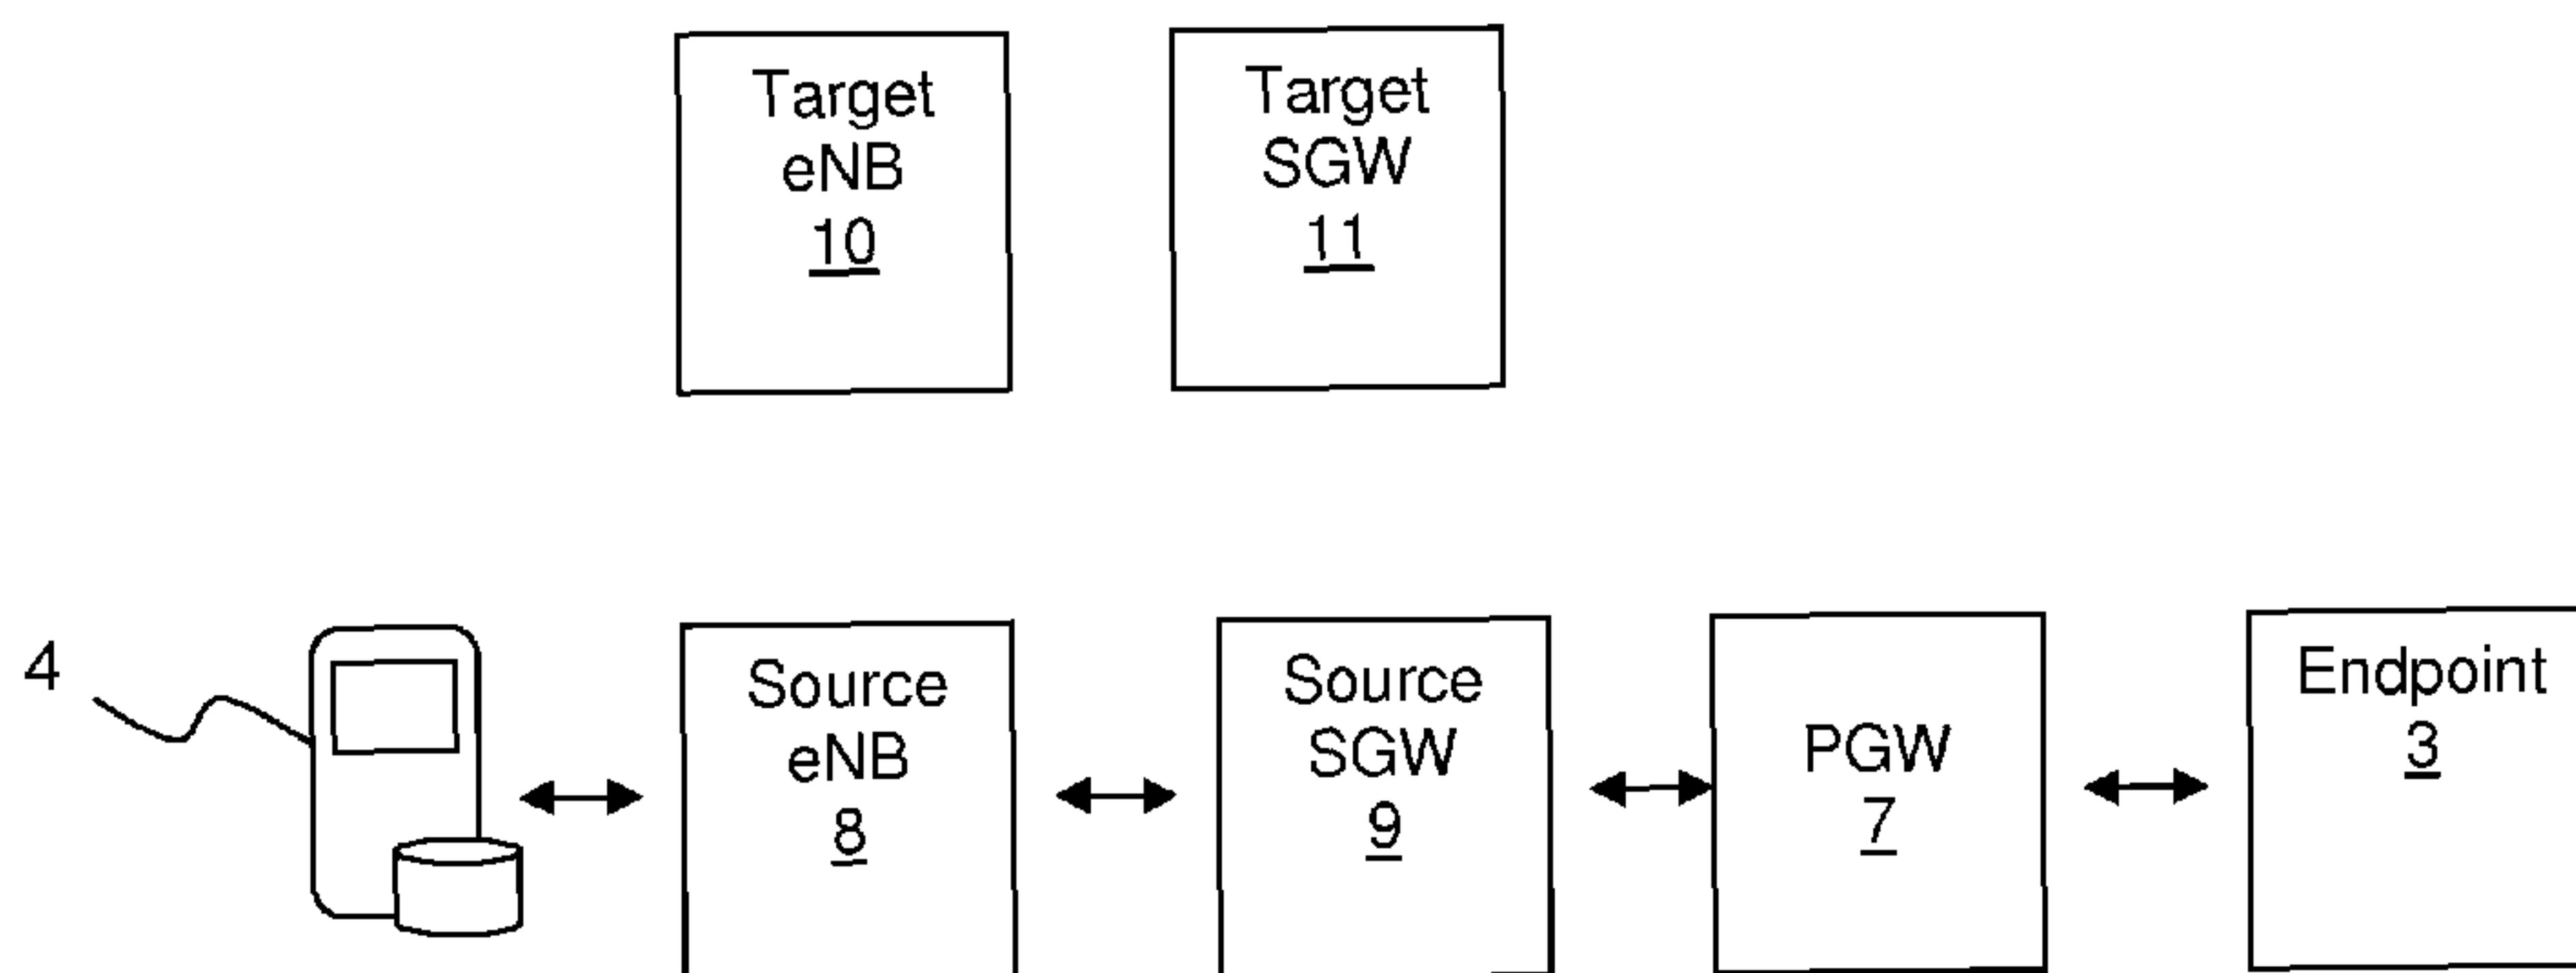 Target
eNB
10
Target
SGW
11
4
Source
eNB
8
Source
SGW
9
PGW
7
Endpoint
3